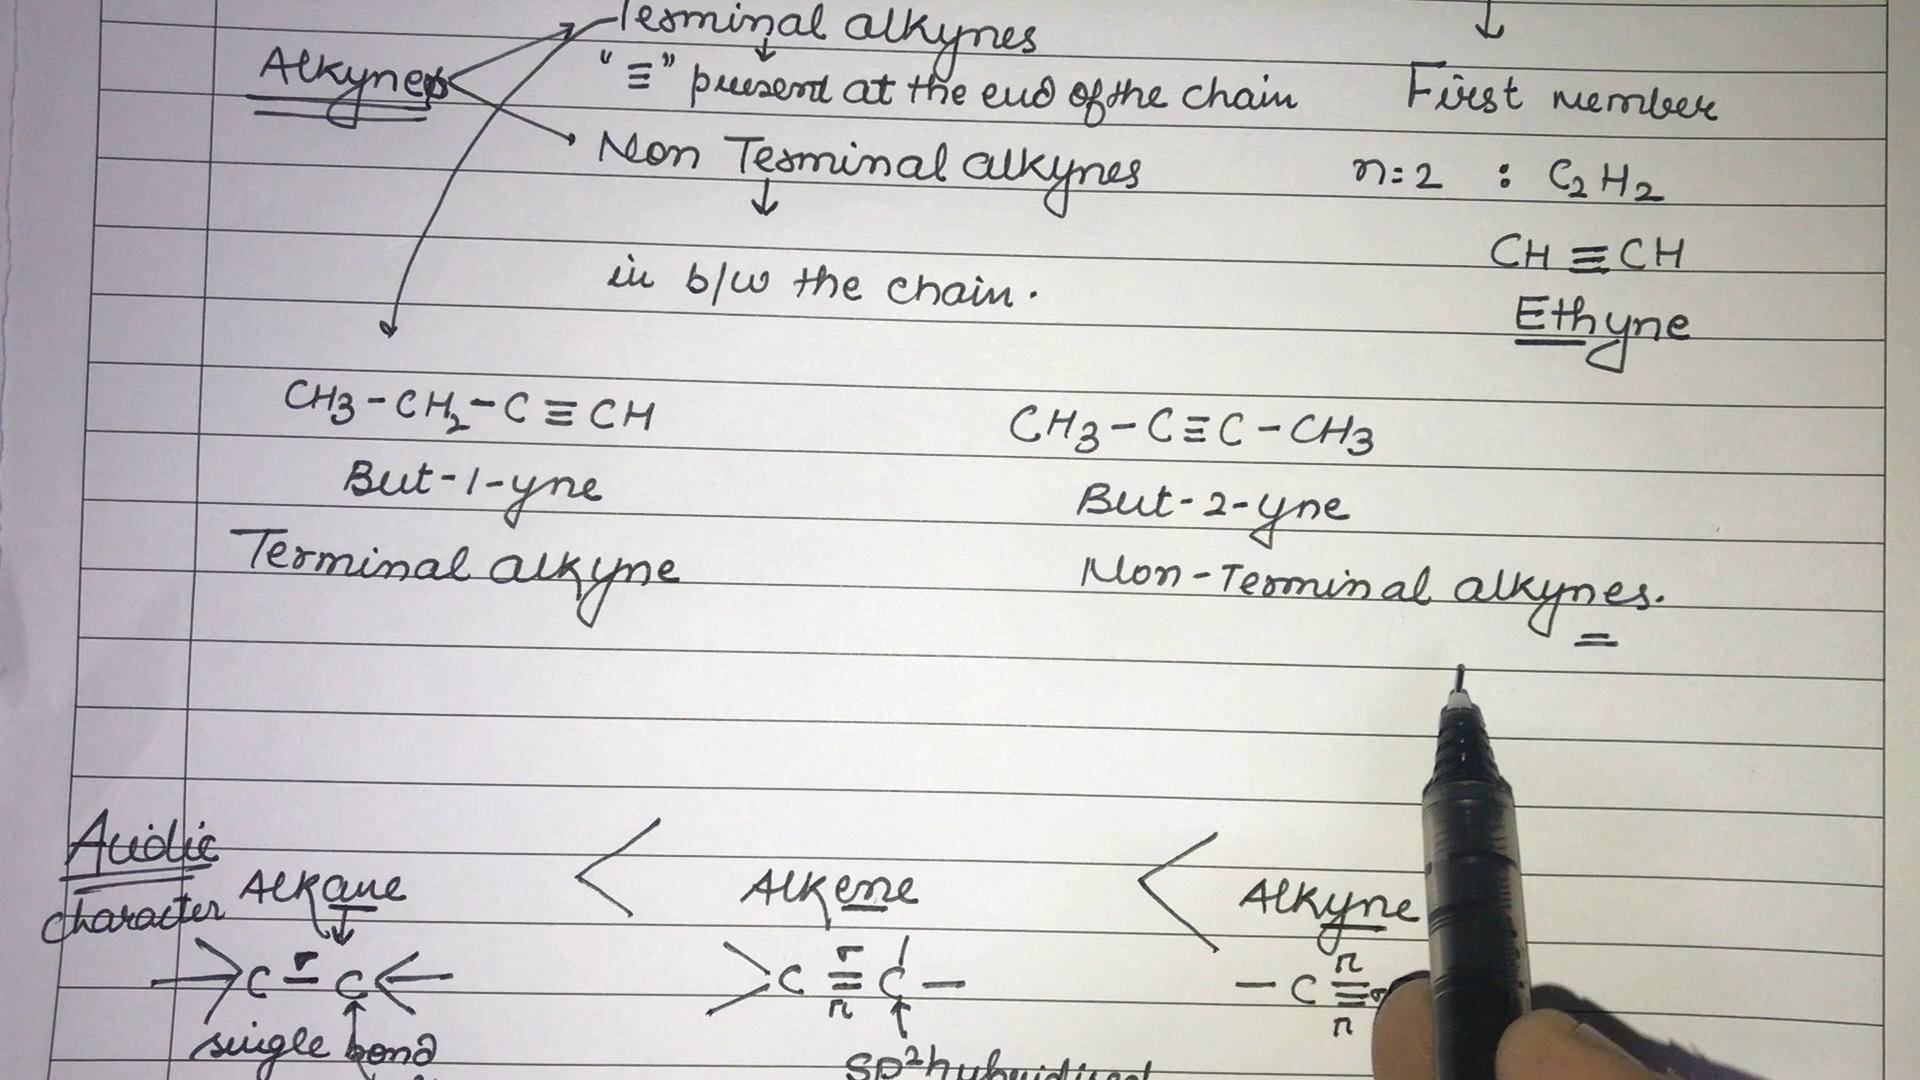 Terminal alkynes
Alkynes
"≡" present at the end of the chain
First member
Non Terminal alkynes
n=2 : C2H2
in b/w the chain.
CH≡CH
Ethyne
CH3-CH2-C≡CH
CH3-C≡C-CH3
But-1-yne
But-2-yne
Terminal alkyne
Non-Terminal alkynes.
Acidic
character
Alkane < Alkene < Alkyne
C σ C
C σ π C
-C π σ π
single bond
sp2 hybridized